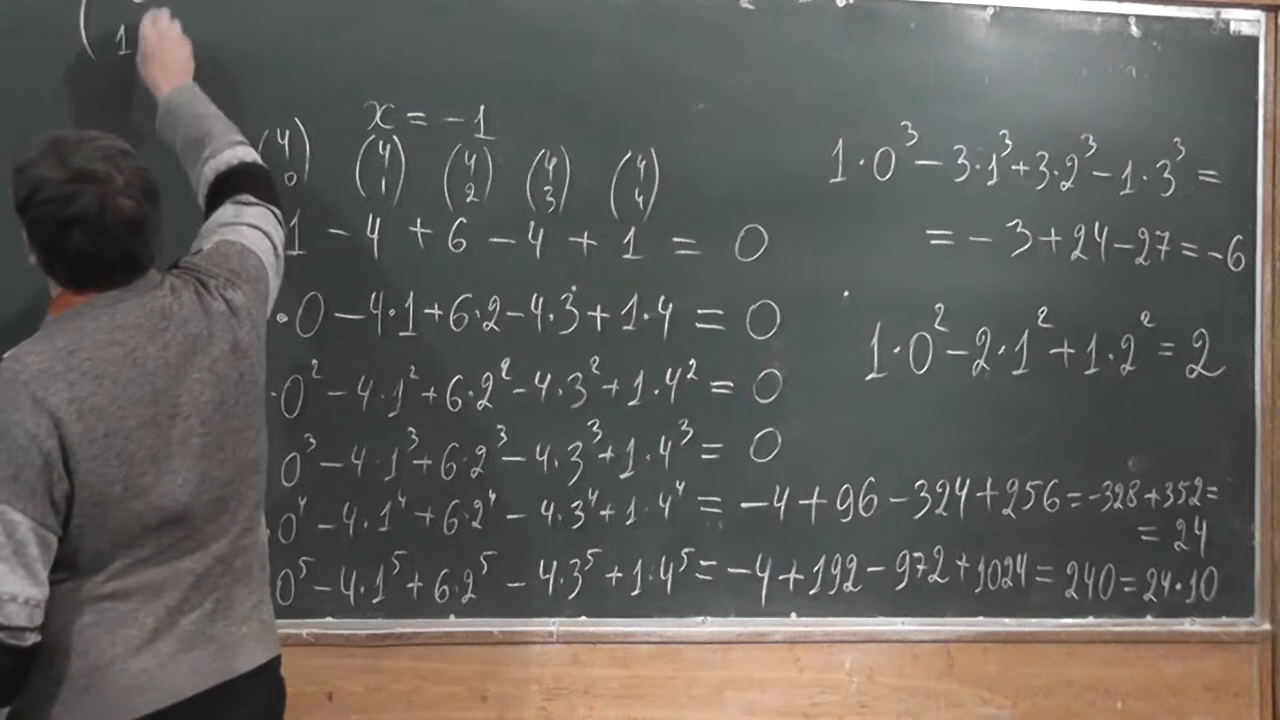 ( 1
x = -1
(4 0) (4 1) (4 2) (4 3) (4 4)
1 - 4 + 6 - 4 + 1 = 0
·0 - 4·1 + 6·2 - 4·3 + 1·4 = 0
·0² - 4·1² + 6·2² - 4·3² + 1·4² = 0
0³ - 4·1³ + 6·2³ - 4·3³ + 1·4³ = 0
·0⁴ - 4·1⁴ + 6·2⁴ - 4·3⁴ + 1·4⁴ = -4 + 96 - 324 + 256 = -328 + 352 =
= 24
0⁵ - 4·1⁵ + 6·2⁵ - 4·3⁵ + 1·4⁵ = -4 + 192 - 972 + 1024 = 240 = 24·10
1·0³ - 3·1³ + 3·2³ - 1·3³ =
= -3 + 24 - 27 = -6
1·0² - 2·1² + 1·2² = 2